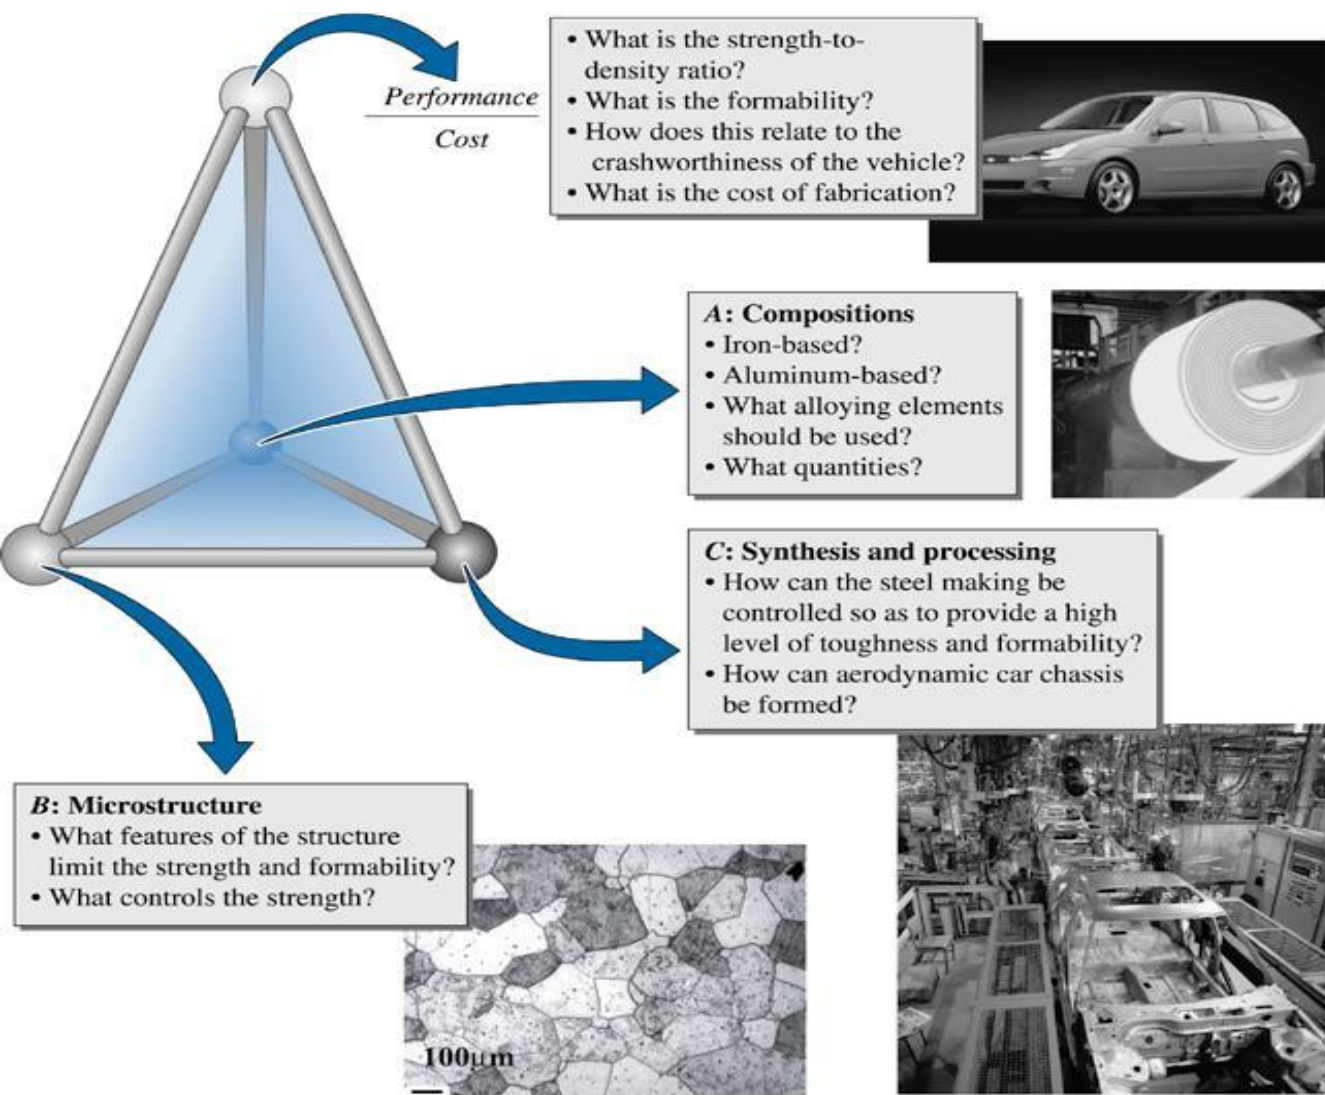 • What is the strength-to-
density ratio?
• What is the formability?
• How does this relate to the
crashworthiness of the vehicle?
• What is the cost of fabrication?
Performance
Cost
A: Compositions
• Iron-based?
• Aluminum-based?
• What alloying elements
should be used?
• What quantities?
C: Synthesis and processing
• How can the steel making be
controlled so as to provide a high
level of toughness and formability?
• How can aerodynamic car chassis
be formed?
B: Microstructure
• What features of the structure
limit the strength and formability?
• What controls the strength?
100μm